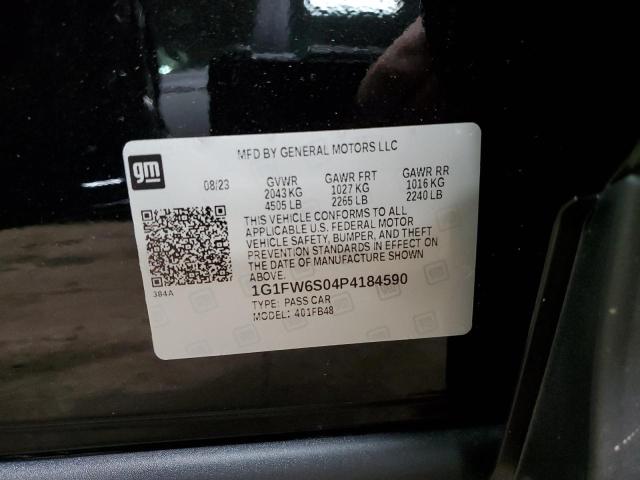 gm
MFD BY GENERAL MOTORS LLC
08/23 GVWR GAWR FRT GAWR RR
2043 KG 1027 KG 1016 KG
4505 LB 2265 LB 2240 LB
THIS VEHICLE CONFORMS TO ALL
APPLICABLE U.S. FEDERAL MOTOR
VEHICLE SAFETY, BUMPER, AND THEFT
PREVENTION STANDARDS IN EFFECT ON
THE DATE OF MANUFACTURE SHOWN
ABOVE.
384A
1G1FW6S04P4184590
TYPE: PASS CAR
MODEL: 401FB48